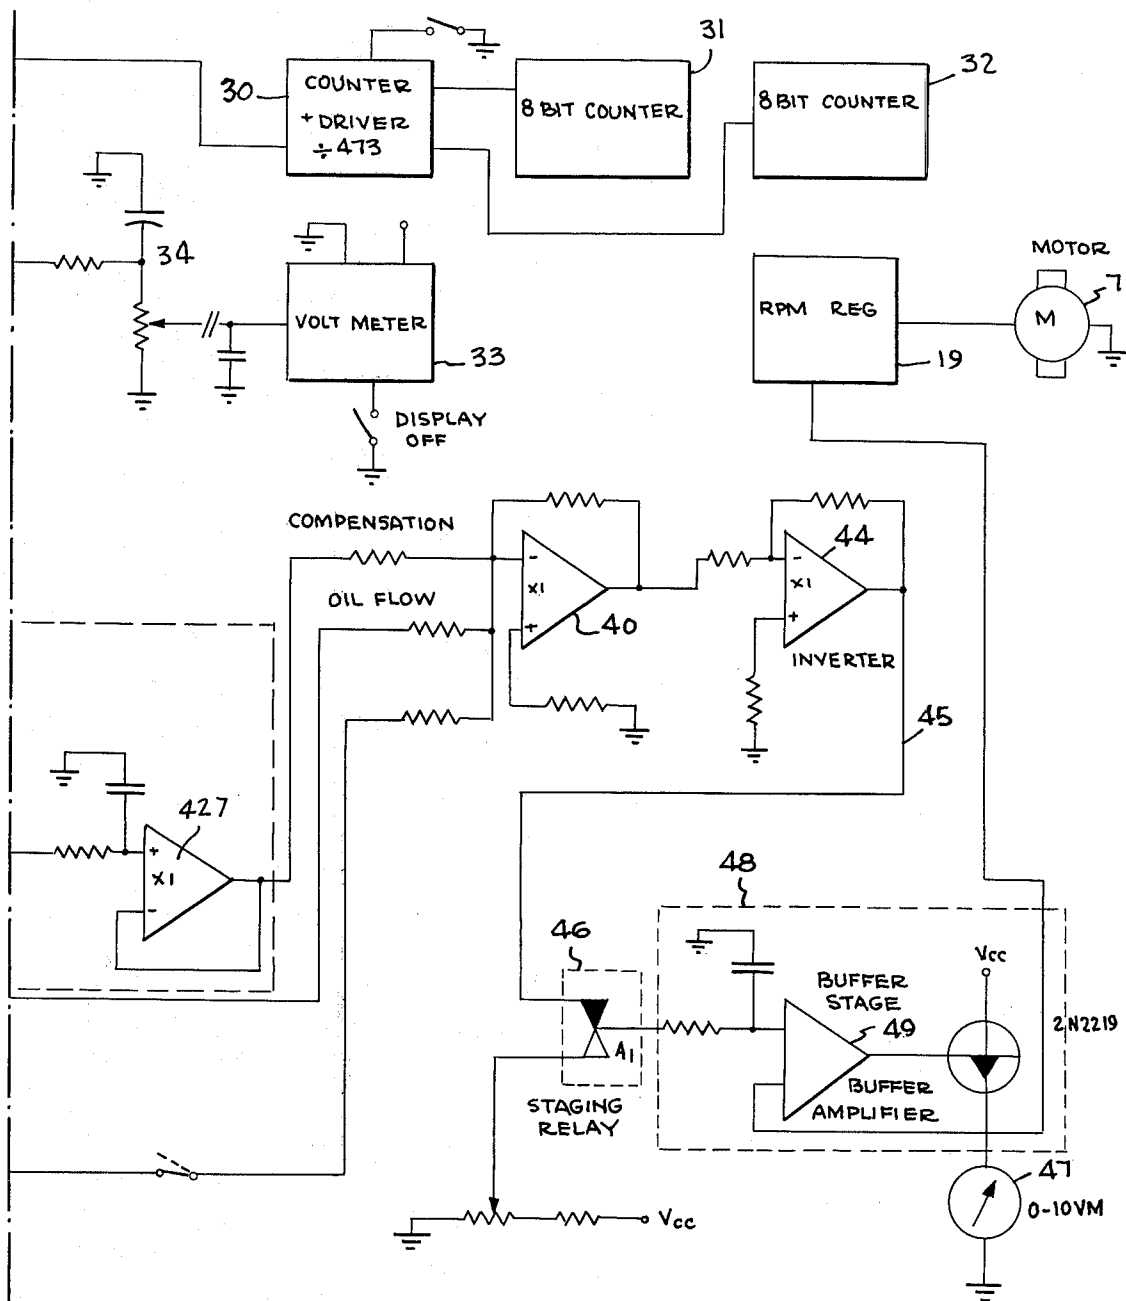 31
32
30
COUNTER
+ DRIVER
÷ 473
8 BIT COUNTER
8 BIT COUNTER
34
MOTOR
7
M
RPM REG
19
VOLT METER
33
DISPLAY
OFF
COMPENSATION
-
X1
+
40
44
-
X1
+
OIL FLOW
INVERTER
45
427
+
X1
-
48
46
Vcc
BUFFER
STAGE
49
2N2219
A1
BUFFER
AMPLIFIER
STAGING
RELAY
47
0-10VM
Vcc